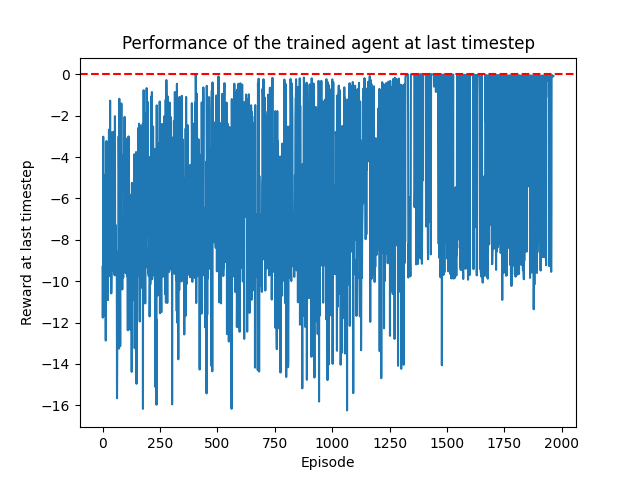 Performance of the trained agent at last timestep
0
−2
−4
−6
−8
−10
−12
−14
−16
Reward at last timestep
0 250 500 750 1000 1250 1500 1750 2000
Episode